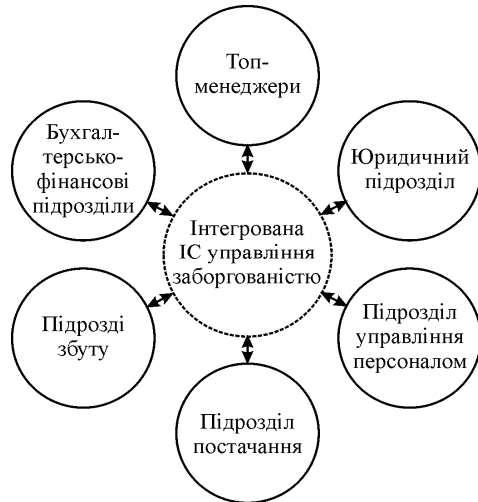 Топ-
менеджери
Бухгал-
терсько-
фінансові
підрозділи
Юридичний
підрозділ
Інтегрована
ІС управління
заборгованістю
Підрозді
збуту
Підрозділ
управління
персоналом
Підрозділ
постачання